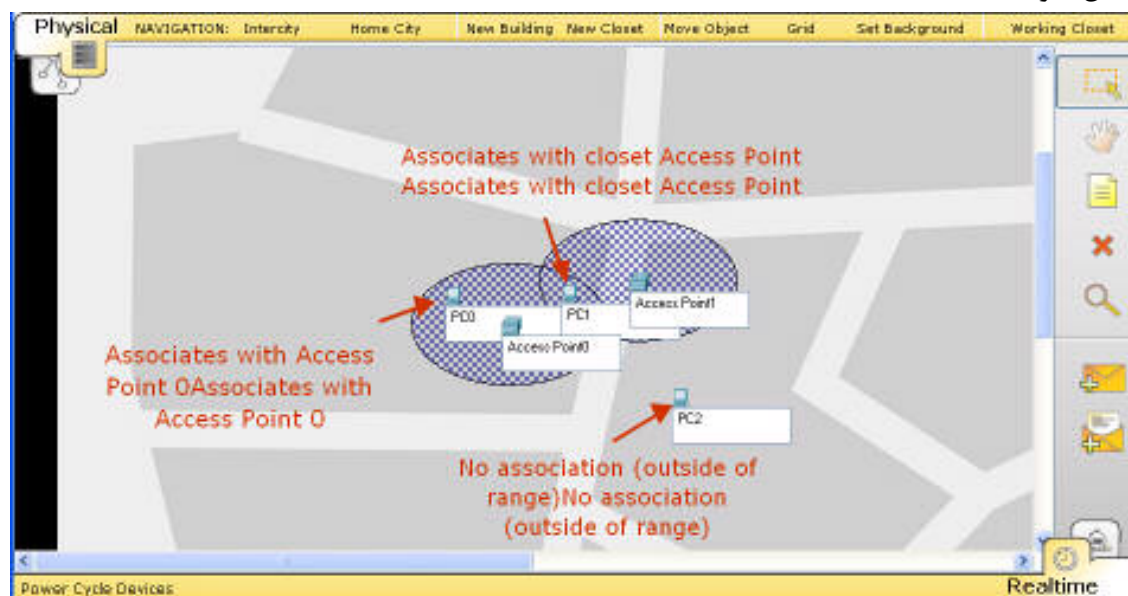 Physical NAVIGATION: Intercity Home City New Building New Closet Move Object Grid Set Background Working Closet
Associates with closet Access Point
Associates with closet Access Point
Access Point1
PC0
PC1
Access Point0
Associates with Access
Point 0Associates with
Access Point 0
PC2
No association (outside of
range)No association
(outside of range)
Power Cycle Devices
Realtime